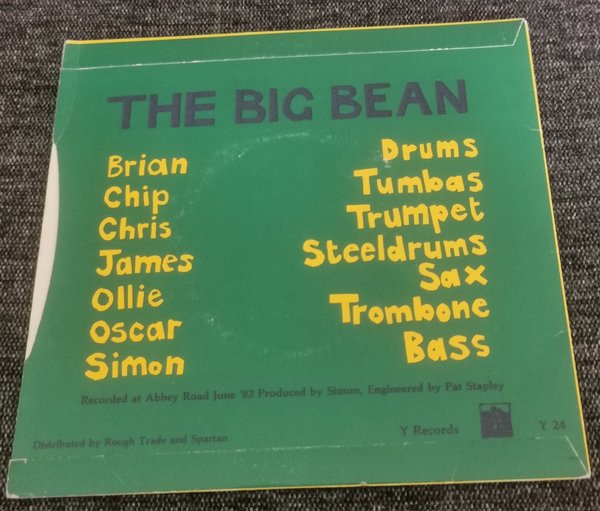 THE BIG BEAN
Brian Drums
Chip Tumbas
Chris Trumpet
James Steeldrums
Ollie Sax
Oscar Trombone
Simon Bass
Recorded at Abbey Road June '82 Produced by Simon, Engineered by Pat Stapley
Distributed by Rough Trade and Spartan
Y Records
Y 24